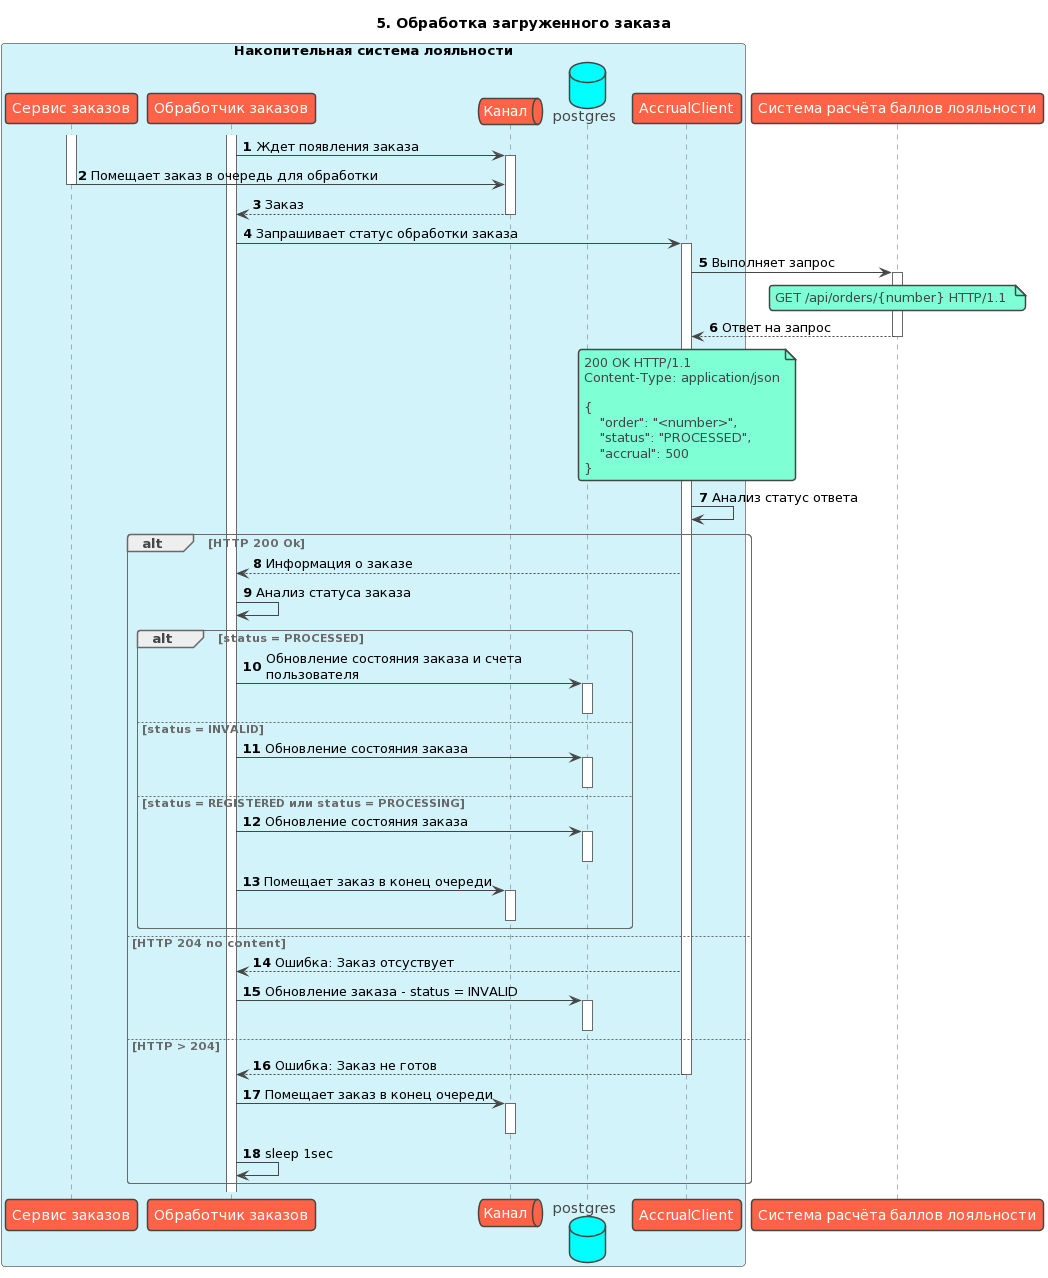 5. Обработка загруженного заказа
Накопительная система лояльности
Сервис заказов
Обработчик заказов
Канал
postgres
AccrualClient
Система расчёта баллов лояльности
1 Ждет появления заказа
2 Помещает заказ в очередь для обработки
3 Заказ
4 Запрашивает статус обработки заказа
5 Выполняет запрос
GET /api/orders/{number} HTTP/1.1
6 Ответ на запрос
200 OK HTTP/1.1
Content-Type: application/json
{
"order": "<number>",
"status": "PROCESSED",
"accrual": 500
}
7 Анализ статус ответа
alt [HTTP 200 Ok]
8 Информация о заказе
9 Анализ статуса заказа
alt [status = PROCESSED]
10 Обновление состояния заказа и счета
пользователя
[status = INVALID]
11 Обновление состояния заказа
[status = REGISTERED или status = PROCESSING]
12 Обновление состояния заказа
13 Помещает заказ в конец очереди
[HTTP 204 no content]
14 Ошибка: Заказ отсуствует
15 Обновление заказа - status = INVALID
[HTTP > 204]
16 Ошибка: Заказ не готов
17 Помещает заказ в конец очереди
18 sleep 1sec
Сервис заказов
Обработчик заказов
Канал
postgres
AccrualClient
Система расчёта баллов лояльности